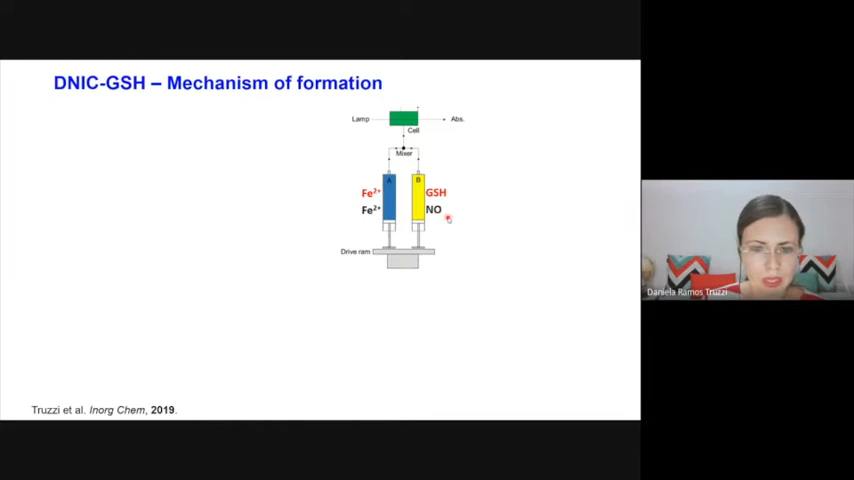 DNIC-GSH – Mechanism of formation
Lamp
Abs.
Cell
Mixer
A
B
Fe²⁺
GSH
Fe²⁺
NO
Drive ram
Daniela Ramos Truzzi
Truzzi et al. Inorg Chem, 2019.